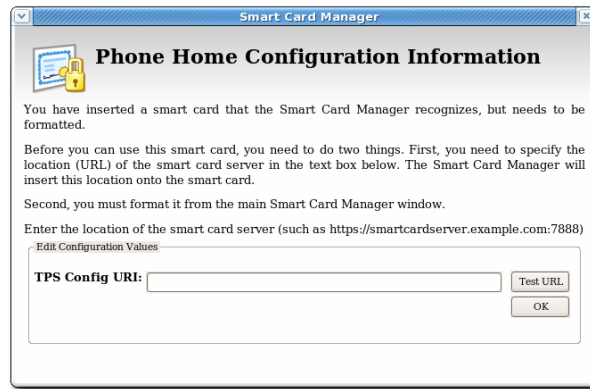 Smart Card Manager
Phone Home Configuration Information
You have inserted a smart card that the Smart Card Manager recognizes, but needs to be
formatted.
Before you can use this smart card, you need to do two things. First, you need to specify the
location (URL) of the smart card server in the text box below. The Smart Card Manager will
insert this location onto the smart card.
Second, you must format it from the main Smart Card Manager window.
Enter the location of the smart card server (such as https://smartcardserver.example.com:7888)
Edit Configuration Values
TPS Config URI:
Test URL
OK